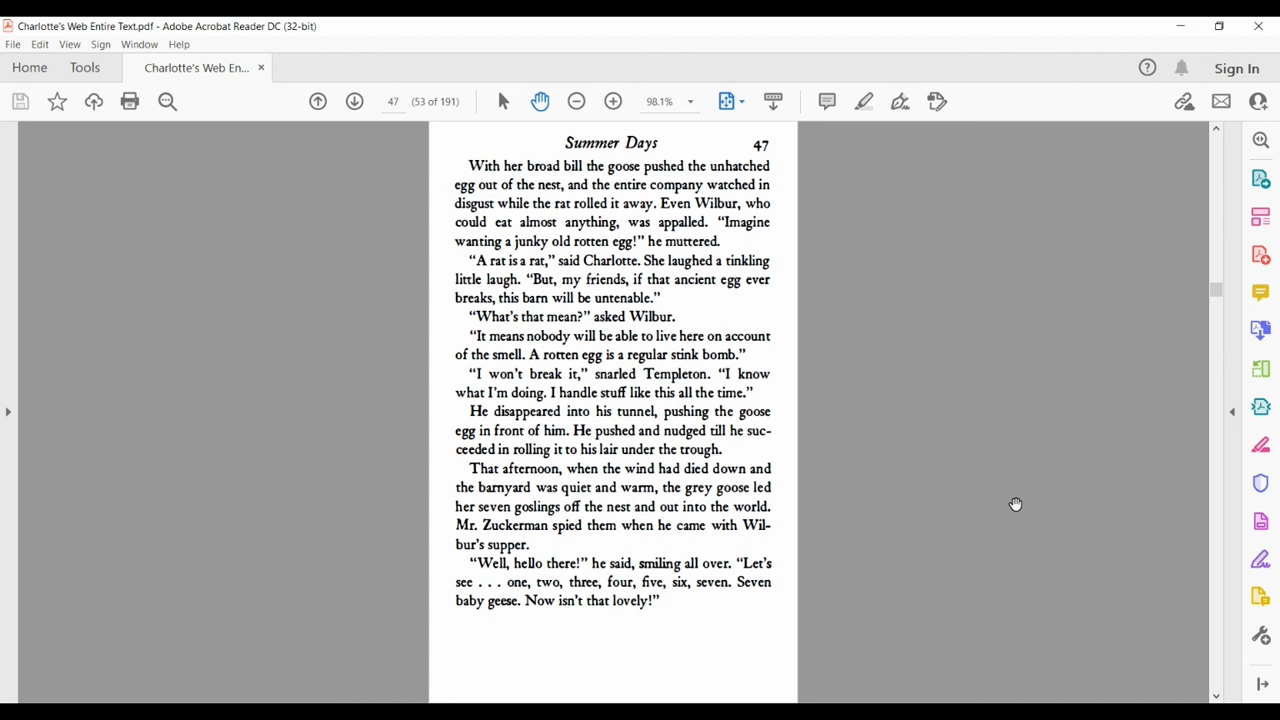 Charlotte's Web Entire Text.pdf - Adobe Acrobat Reader DC (32-bit)
File Edit View Sign Window Help
Home Tools Charlotte's Web En... × Sign In
47 (53 of 191) 98.1%
Summer Days 47
With her broad bill the goose pushed the unhatched
egg out of the nest, and the entire company watched in
disgust while the rat rolled it away. Even Wilbur, who
could eat almost anything, was appalled. “Imagine
wanting a junky old rotten egg!” he muttered.
“A rat is a rat,” said Charlotte. She laughed a tinkling
little laugh. “But, my friends, if that ancient egg ever
breaks, this barn will be untenable.”
“What's that mean?” asked Wilbur.
“It means nobody will be able to live here on account
of the smell. A rotten egg is a regular stink bomb.”
“I won't break it,” snarled Templeton. “I know
what I'm doing. I handle stuff like this all the time.”
He disappeared into his tunnel, pushing the goose
egg in front of him. He pushed and nudged till he suc-
ceeded in rolling it to his lair under the trough.
That afternoon, when the wind had died down and
the barnyard was quiet and warm, the grey goose led
her seven goslings off the nest and out into the world.
Mr. Zuckerman spied them when he came with Wil-
bur's supper.
“Well, hello there!” he said, smiling all over. “Let's
see . . . one, two, three, four, five, six, seven. Seven
baby geese. Now isn't that lovely!”